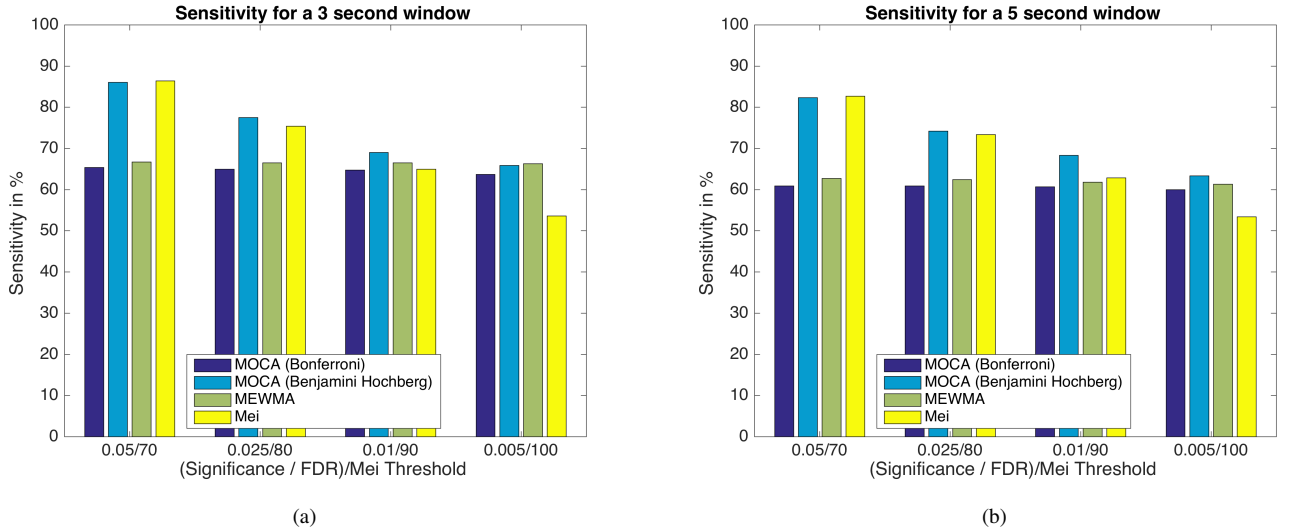 Sensitivity for a 3 second window
100
90
80
70
60
50
40
30
20
10
0
Sensitivity in %
MOCA (Bonferroni)
MOCA (Benjamini Hochberg)
MEWMA
Mei
0.05/70 0.025/80 0.01/90 0.005/100
(Significance / FDR)/Mei Threshold
(a)
Sensitivity for a 5 second window
100
90
80
70
60
50
40
30
20
10
0
Sensitivity in %
MOCA (Bonferroni)
MOCA (Benjamini Hochberg)
MEWMA
Mei
0.05/70 0.025/80 0.01/90 0.005/100
(Significance / FDR)/Mei Threshold
(b)